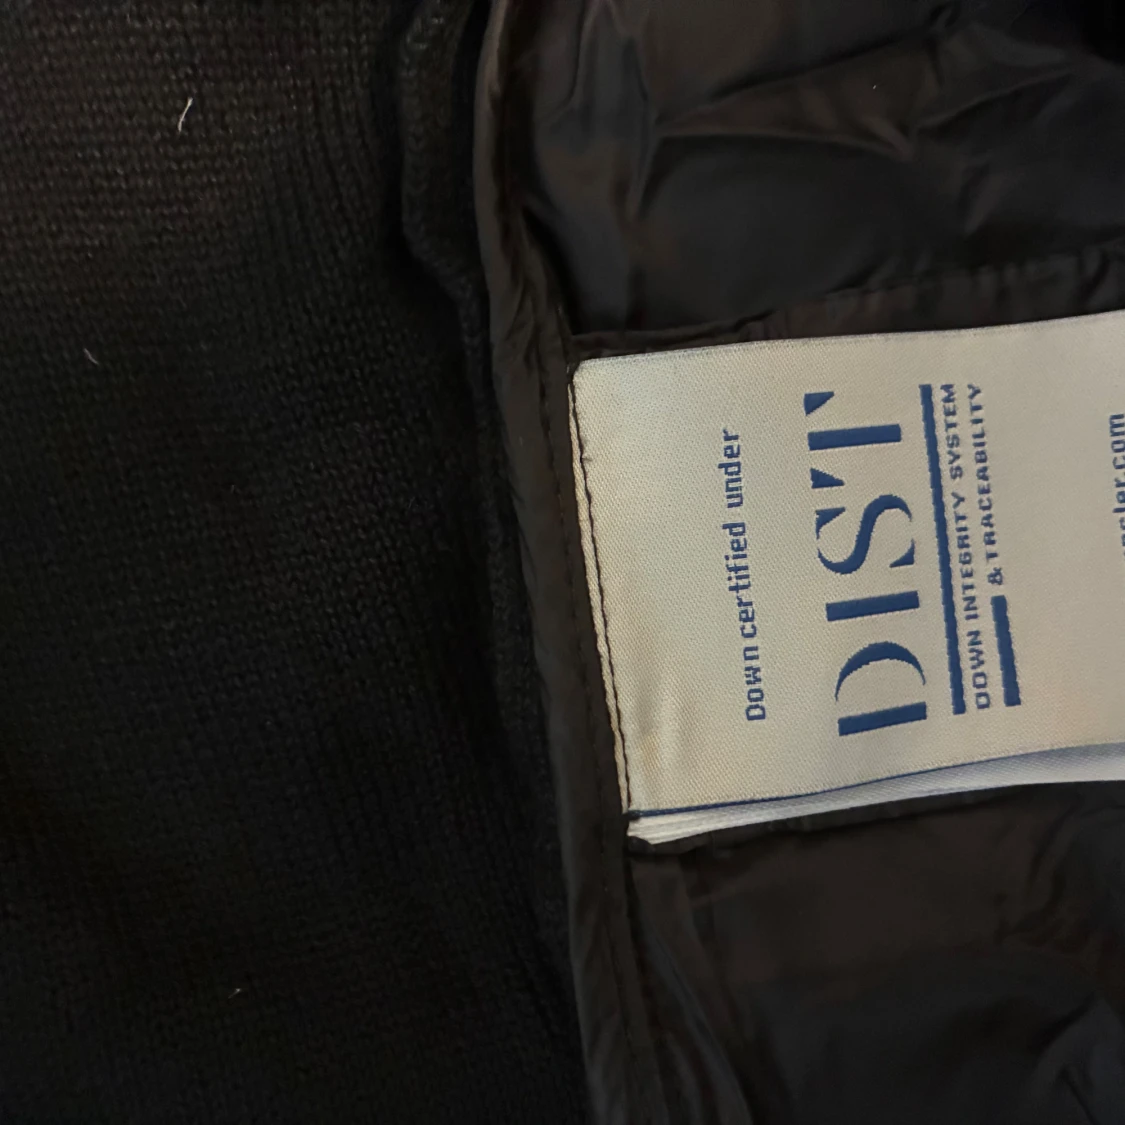 Down certified under
DIST
DOWN INTEGRITY SYSTEM
& TRACEABILITY